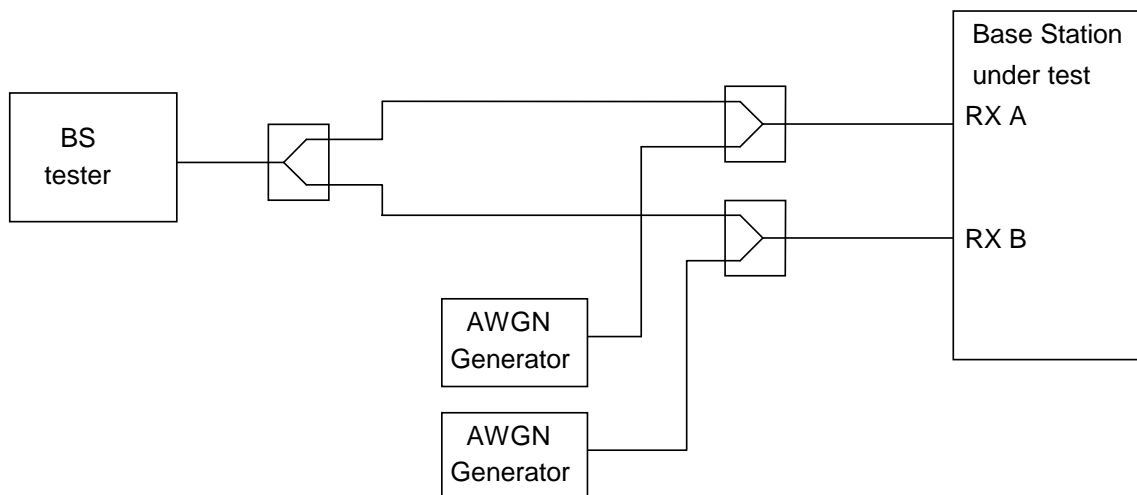 BS
tester
Base Station
under test
RX A
RX B
AWGN
Generator
AWGN
Generator